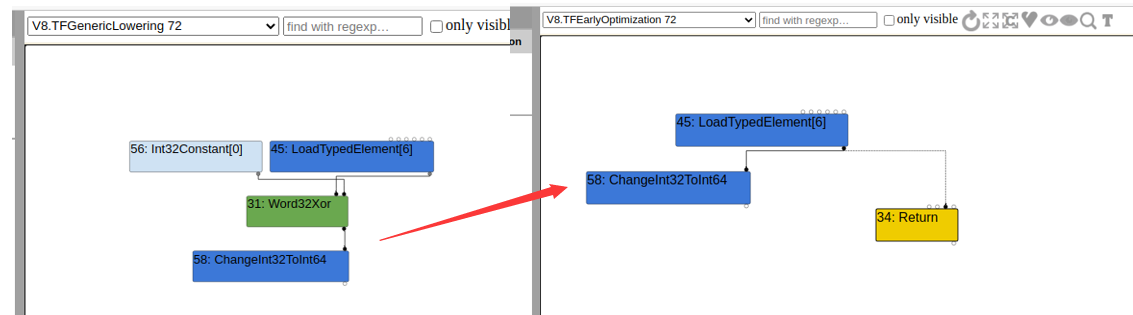 V8.TFGenericLowering 72
find with regexp…
only visibl
56: Int32Constant[0]
45: LoadTypedElement[6]
31: Word32Xor
58: ChangeInt32ToInt64
on
V8.TFEarlyOptimization 72
find with regexp…
only visible
T
45: LoadTypedElement[6]
58: ChangeInt32ToInt64
34: Return